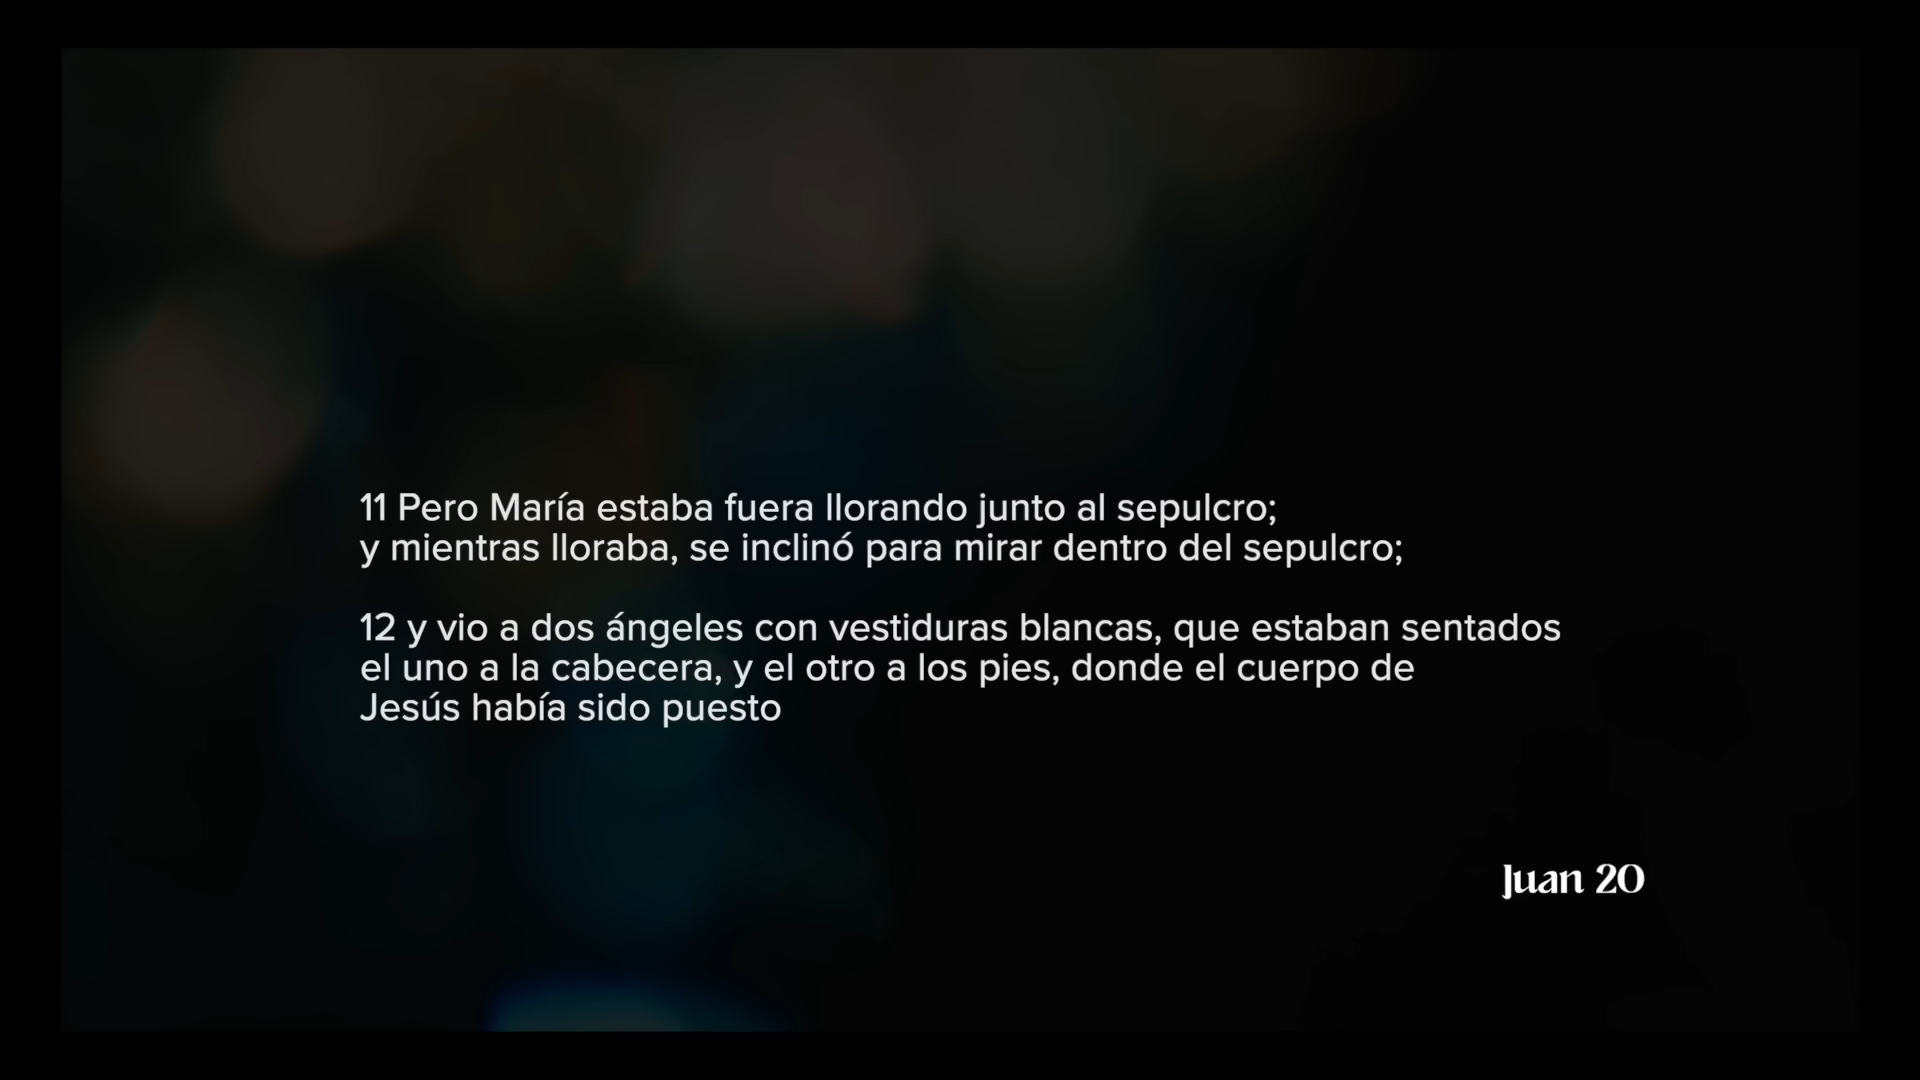 11 Pero María estaba fuera llorando junto al sepulcro;
y mientras lloraba, se inclinó para mirar dentro del sepulcro;
12 y vio a dos ángeles con vestiduras blancas, que estaban sentados
el uno a la cabecera, y el otro a los pies, donde el cuerpo de
Jesús había sido puesto
Juan 20